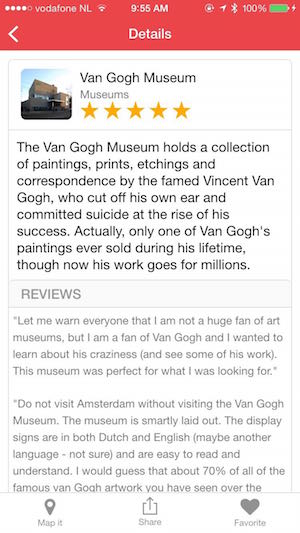 vodafone NL 9:55 AM 100%
Details
Van Gogh Museum
Museums
The Van Gogh Museum holds a collection
of paintings, prints, etchings and
correspondence by the famed Vincent Van
Gogh, who cut off his own ear and
committed suicide at the rise of his
success. Actually, only one of Van Gogh's
paintings ever sold during his lifetime,
though now his work goes for millions.
REVIEWS
"Let me warn everyone that I am not a huge fan of art
museums, but I am a fan of Van Gogh and I wanted to
learn about his craziness (and see some of his work).
This museum was perfect for what I was looking for."
"Do not visit Amsterdam without visiting the Van Gogh
Museum. The museum is smartly laid out. The display
signs are in both Dutch and English (maybe another
language - not sure) and are easy to read and
understand. I would guess that about 70% of all of the
famous van Gogh artwork you have seen over the
Map it Share Favorite